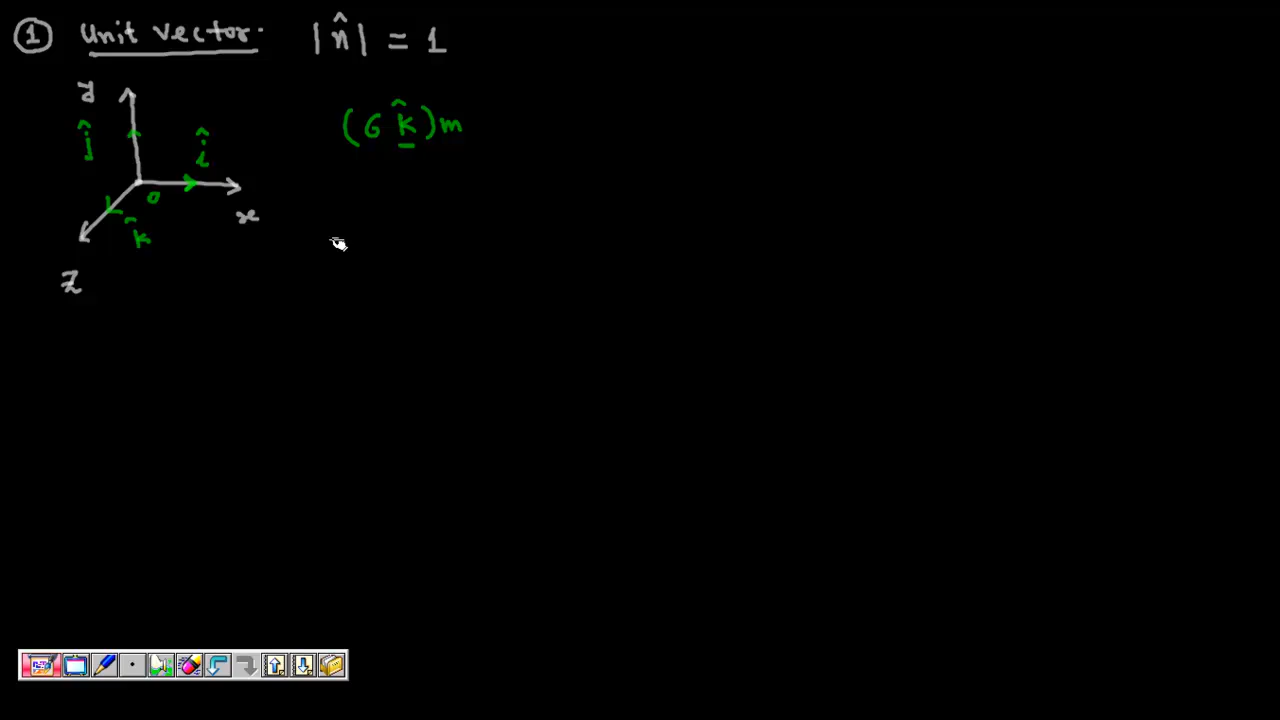 ① Unit vector. |n̂| = 1
y
ĵ î (6 k̂)m
o
x
k̂
z